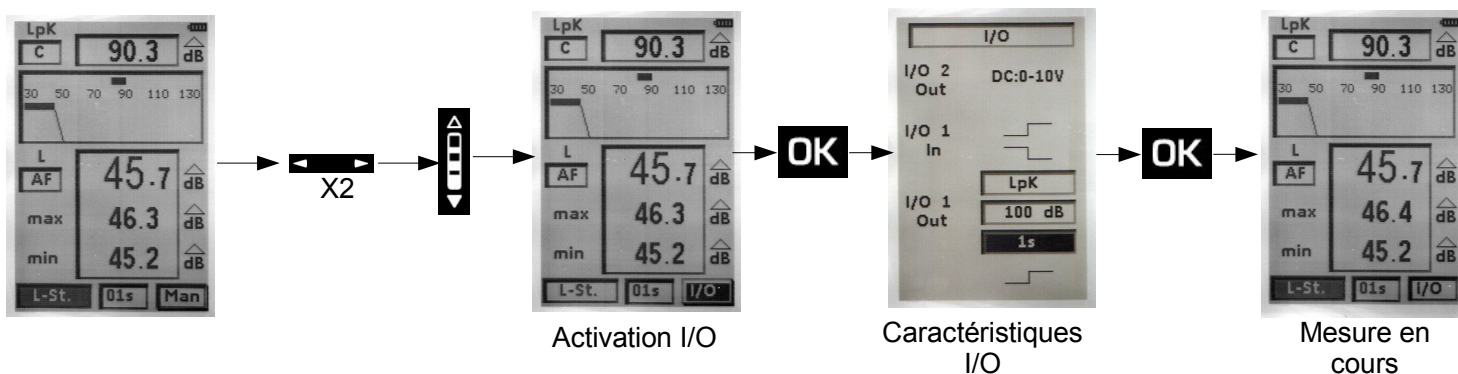 LpK
C 90.3 dB
30 50 70 90 110 130
L
AF 45.7 dB
max 46.3 dB
min 45.2 dB
L-St. 01s Man
X2
LpK
C 90.3 dB
30 50 70 90 110 130
L
AF 45.7 dB
max 46.3 dB
min 45.2 dB
L-St. 01s I/O
Activation I/O
OK
I/O
I/O 2
Out
DC:0-10V
I/O 1
In
LpK
I/O 1
Out
100 dB
1s
Caractéristiques
I/O
OK
LpK
C 90.3 dB
30 50 70 90 110 130
L
AF 45.7 dB
max 46.4 dB
min 45.2 dB
L-St. 01s I/O
Mesure en
cours